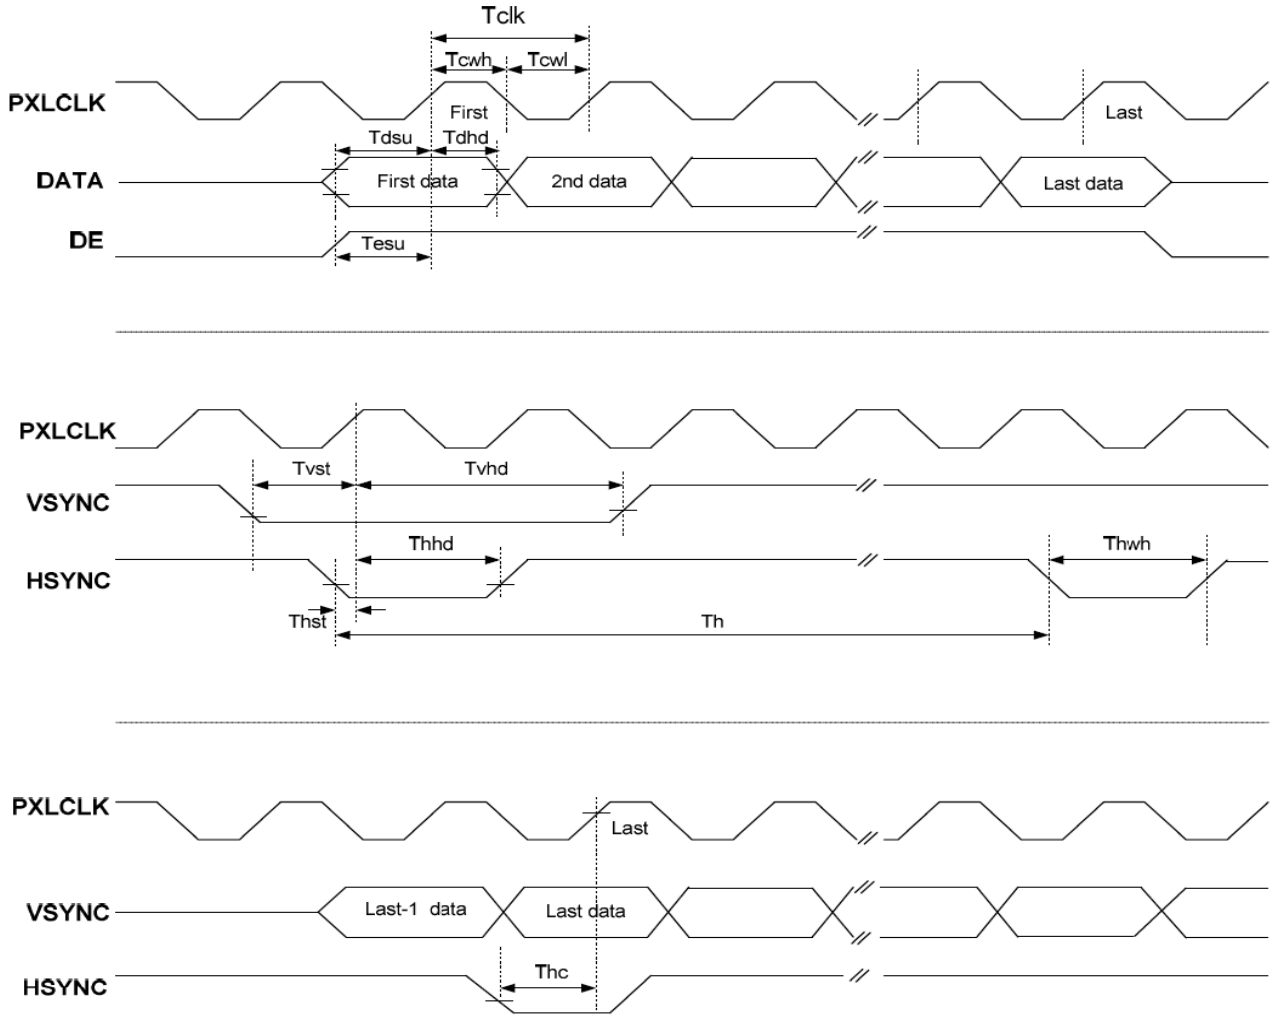 Tclk
Tcwh Tcwl
PXLCLK First Last
Tdsu Tdhd
DATA First data 2nd data Last data
DE Tesu
PXLCLK
Tvst Tvhd
VSYNC
Thhd Thwh
HSYNC
Thst Th
PXLCLK
Last
VSYNC Last-1 data Last data
Thc
HSYNC